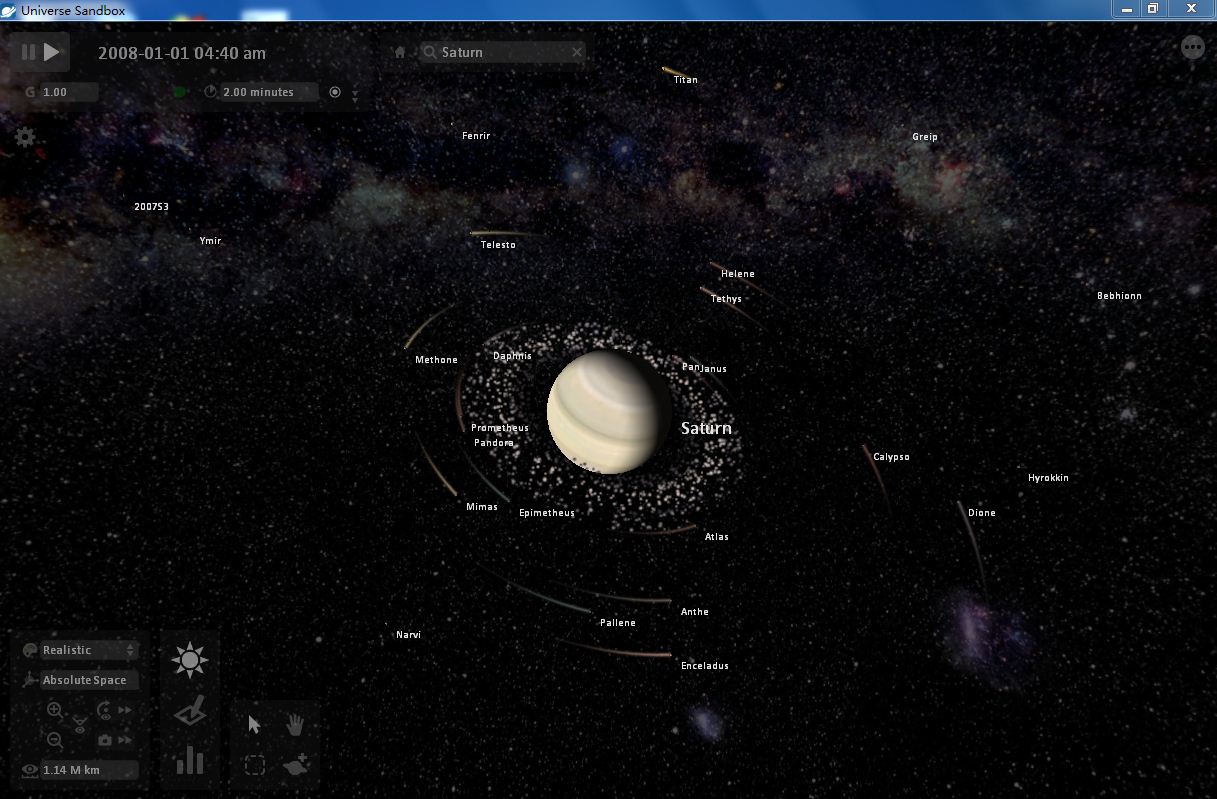 Universe Sandbox
2008-01-01 04:40 am
Saturn
G 1.00
2.00 minutes
Titan
Fenrir
Greip
2007S3
Ymir
Telesto
Helene
Bebhionn
Tethys
Daphnis
Methone
Pan
Janus
Saturn
Prometheus
Pandora
Calypso
Hyrokkin
Mimas
Epimetheus
Dione
Atlas
Anthe
Pallene
Narvi
Realistic
Enceladus
Absolute Space
1.14 M km